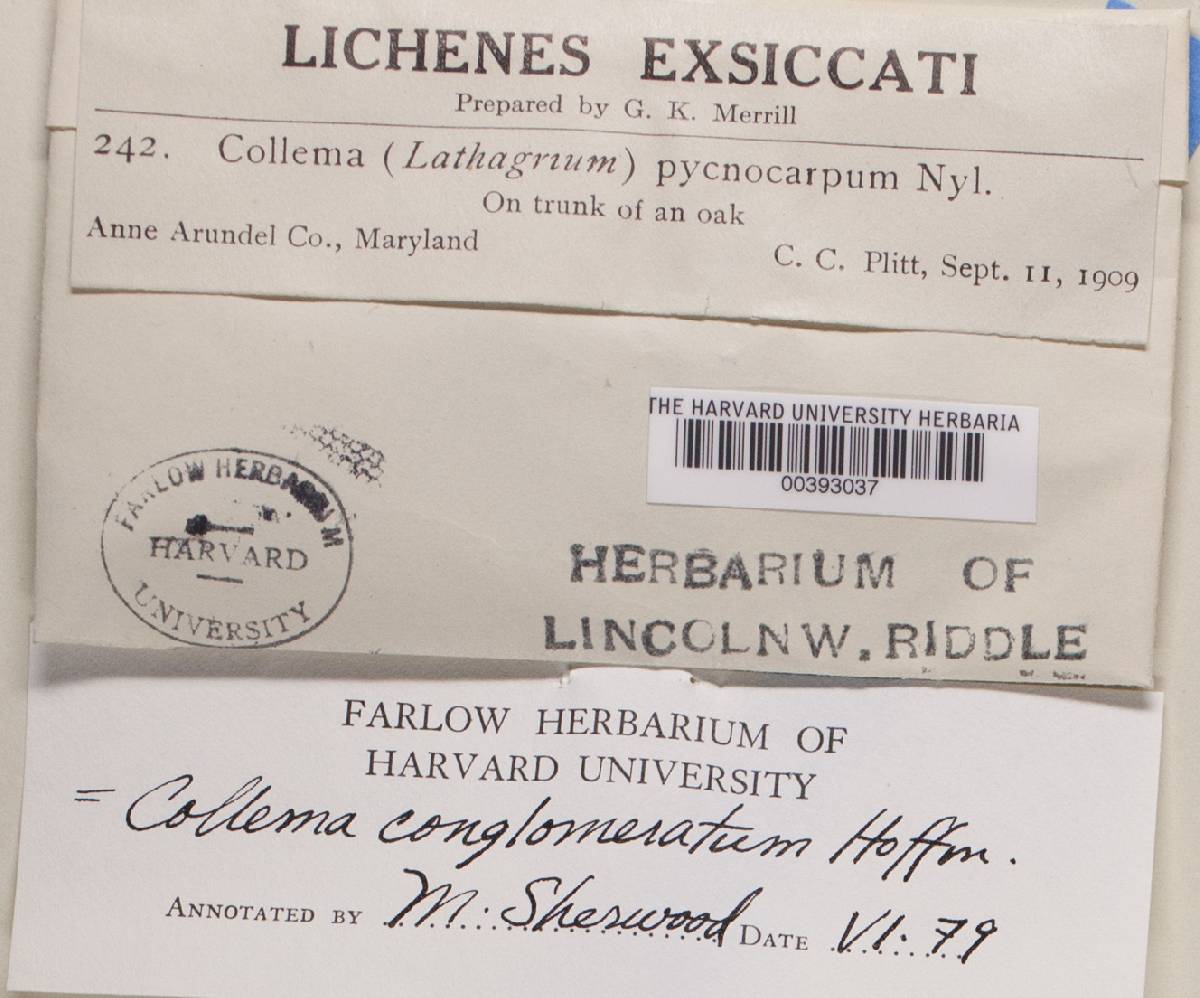 LICHENES EXSICCATI
Prepared by G. K. Merrill
242. Collema (Lathagrium) pycnocarpum Nyl.
On trunk of an oak
Anne Arundel Co., Maryland
C. C. Plitt, Sept. 11, 1909
THE HARVARD UNIVERSITY HERBARIA
00393037
FARLOW HERBARIUM
HARVARD
UNIVERSITY
HERBARIUM OF
LINCOLN W. RIDDLE
FARLOW HERBARIUM OF
HARVARD UNIVERSITY
= Collema conglomeratum Hoffm.
ANNOTATED BY M. Sherwood DATE VI. 79